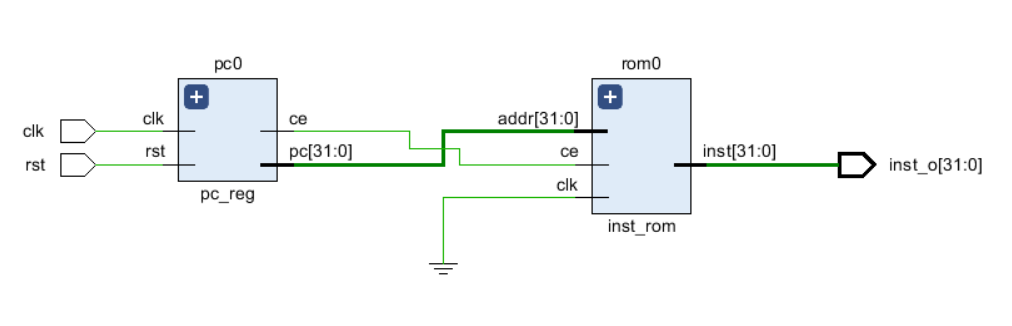 pc0
rom0
clk
clk
ce
addr[31:0]
rst
rst
pc[31:0]
ce
inst[31:0]
inst_o[31:0]
clk
pc_reg
inst_rom